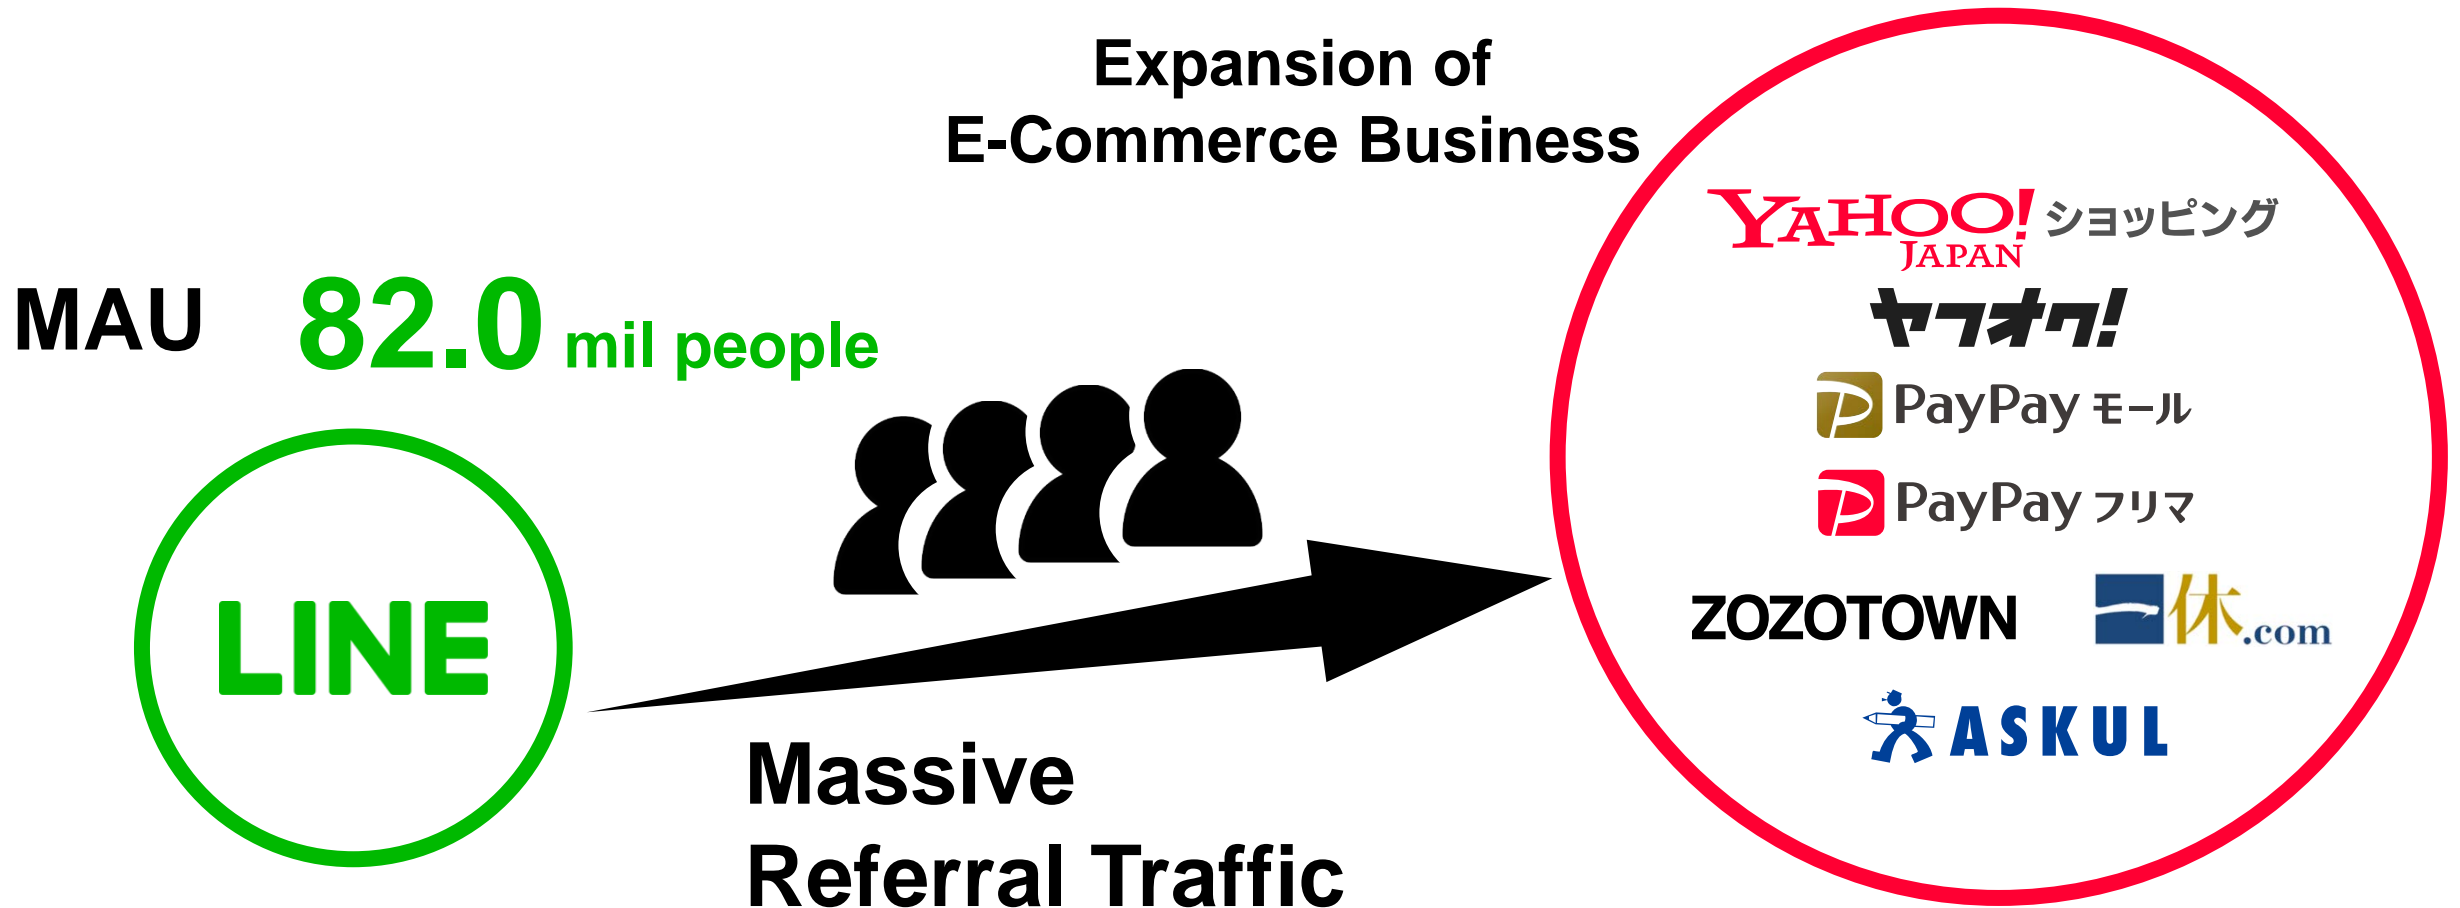 Expansion of
E-Commerce Business
MAU 82.0 mil people
LINE
Massive
Referral Traffic
YAHOO! JAPAN ショッピング
ヤフオク!
PayPay モール
PayPay フリマ
ZOZOTOWN 一休.com
ASKUL